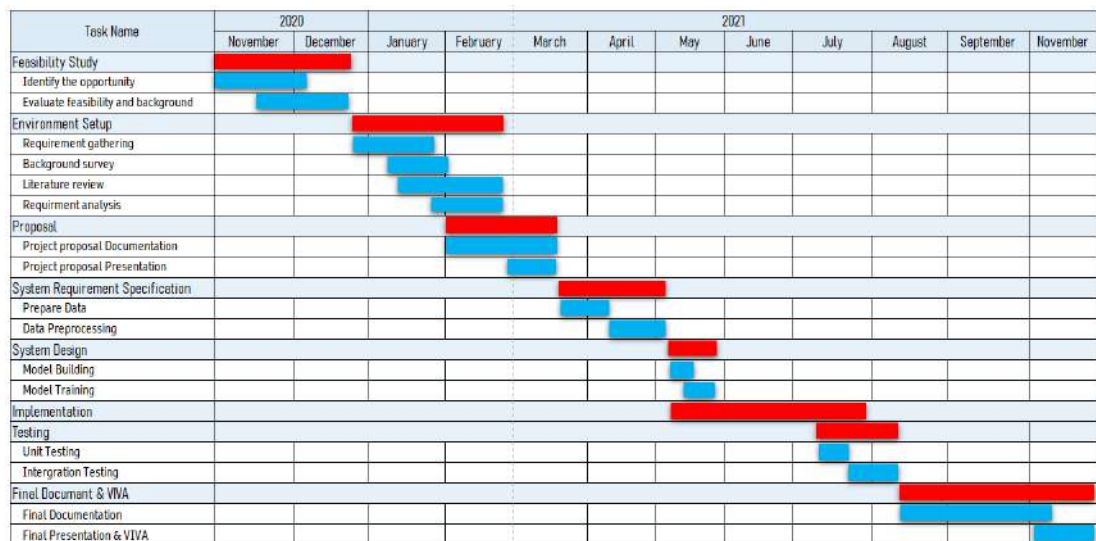 Task Name
2020
2021
November December January February March April May June July August September November
Feasibility Study
Identify the opportunity
Evaluate feasibility and background
Environment Setup
Requirement gathering
Background survey
Literature review
Requirment analysis
Proposal
Project proposal Documentation
Project proposal Presentation
System Requirement Specification
Prepare Data
Data Preprocessing
System Design
Model Building
Model Training
Implementation
Testing
Unit Testing
Intergration Testing
Final Document & VIVA
Final Documentation
Final Presentation & VIVA